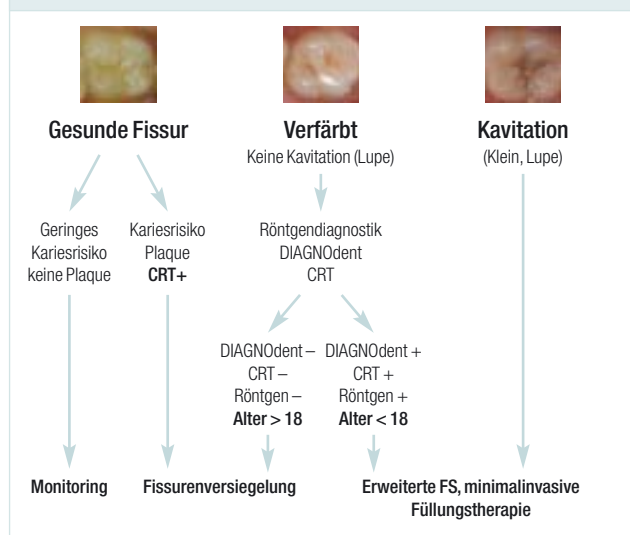 Gesunde Fissur
Verfärbt
Keine Kavitation (Lupe)
Kavitation
(Klein, Lupe)
Geringes
Kariesrisiko
keine Plaque
Kariesrisiko
Plaque
CRT+
Röntgendiagnostik
DIAGNOdent
CRT
DIAGNOdent –
CRT –
Röntgen –
Alter > 18
DIAGNOdent +
CRT +
Röntgen +
Alter < 18
Monitoring
Fissurenversiegelung
Erweiterte FS, minimalinvasive
Füllungstherapie